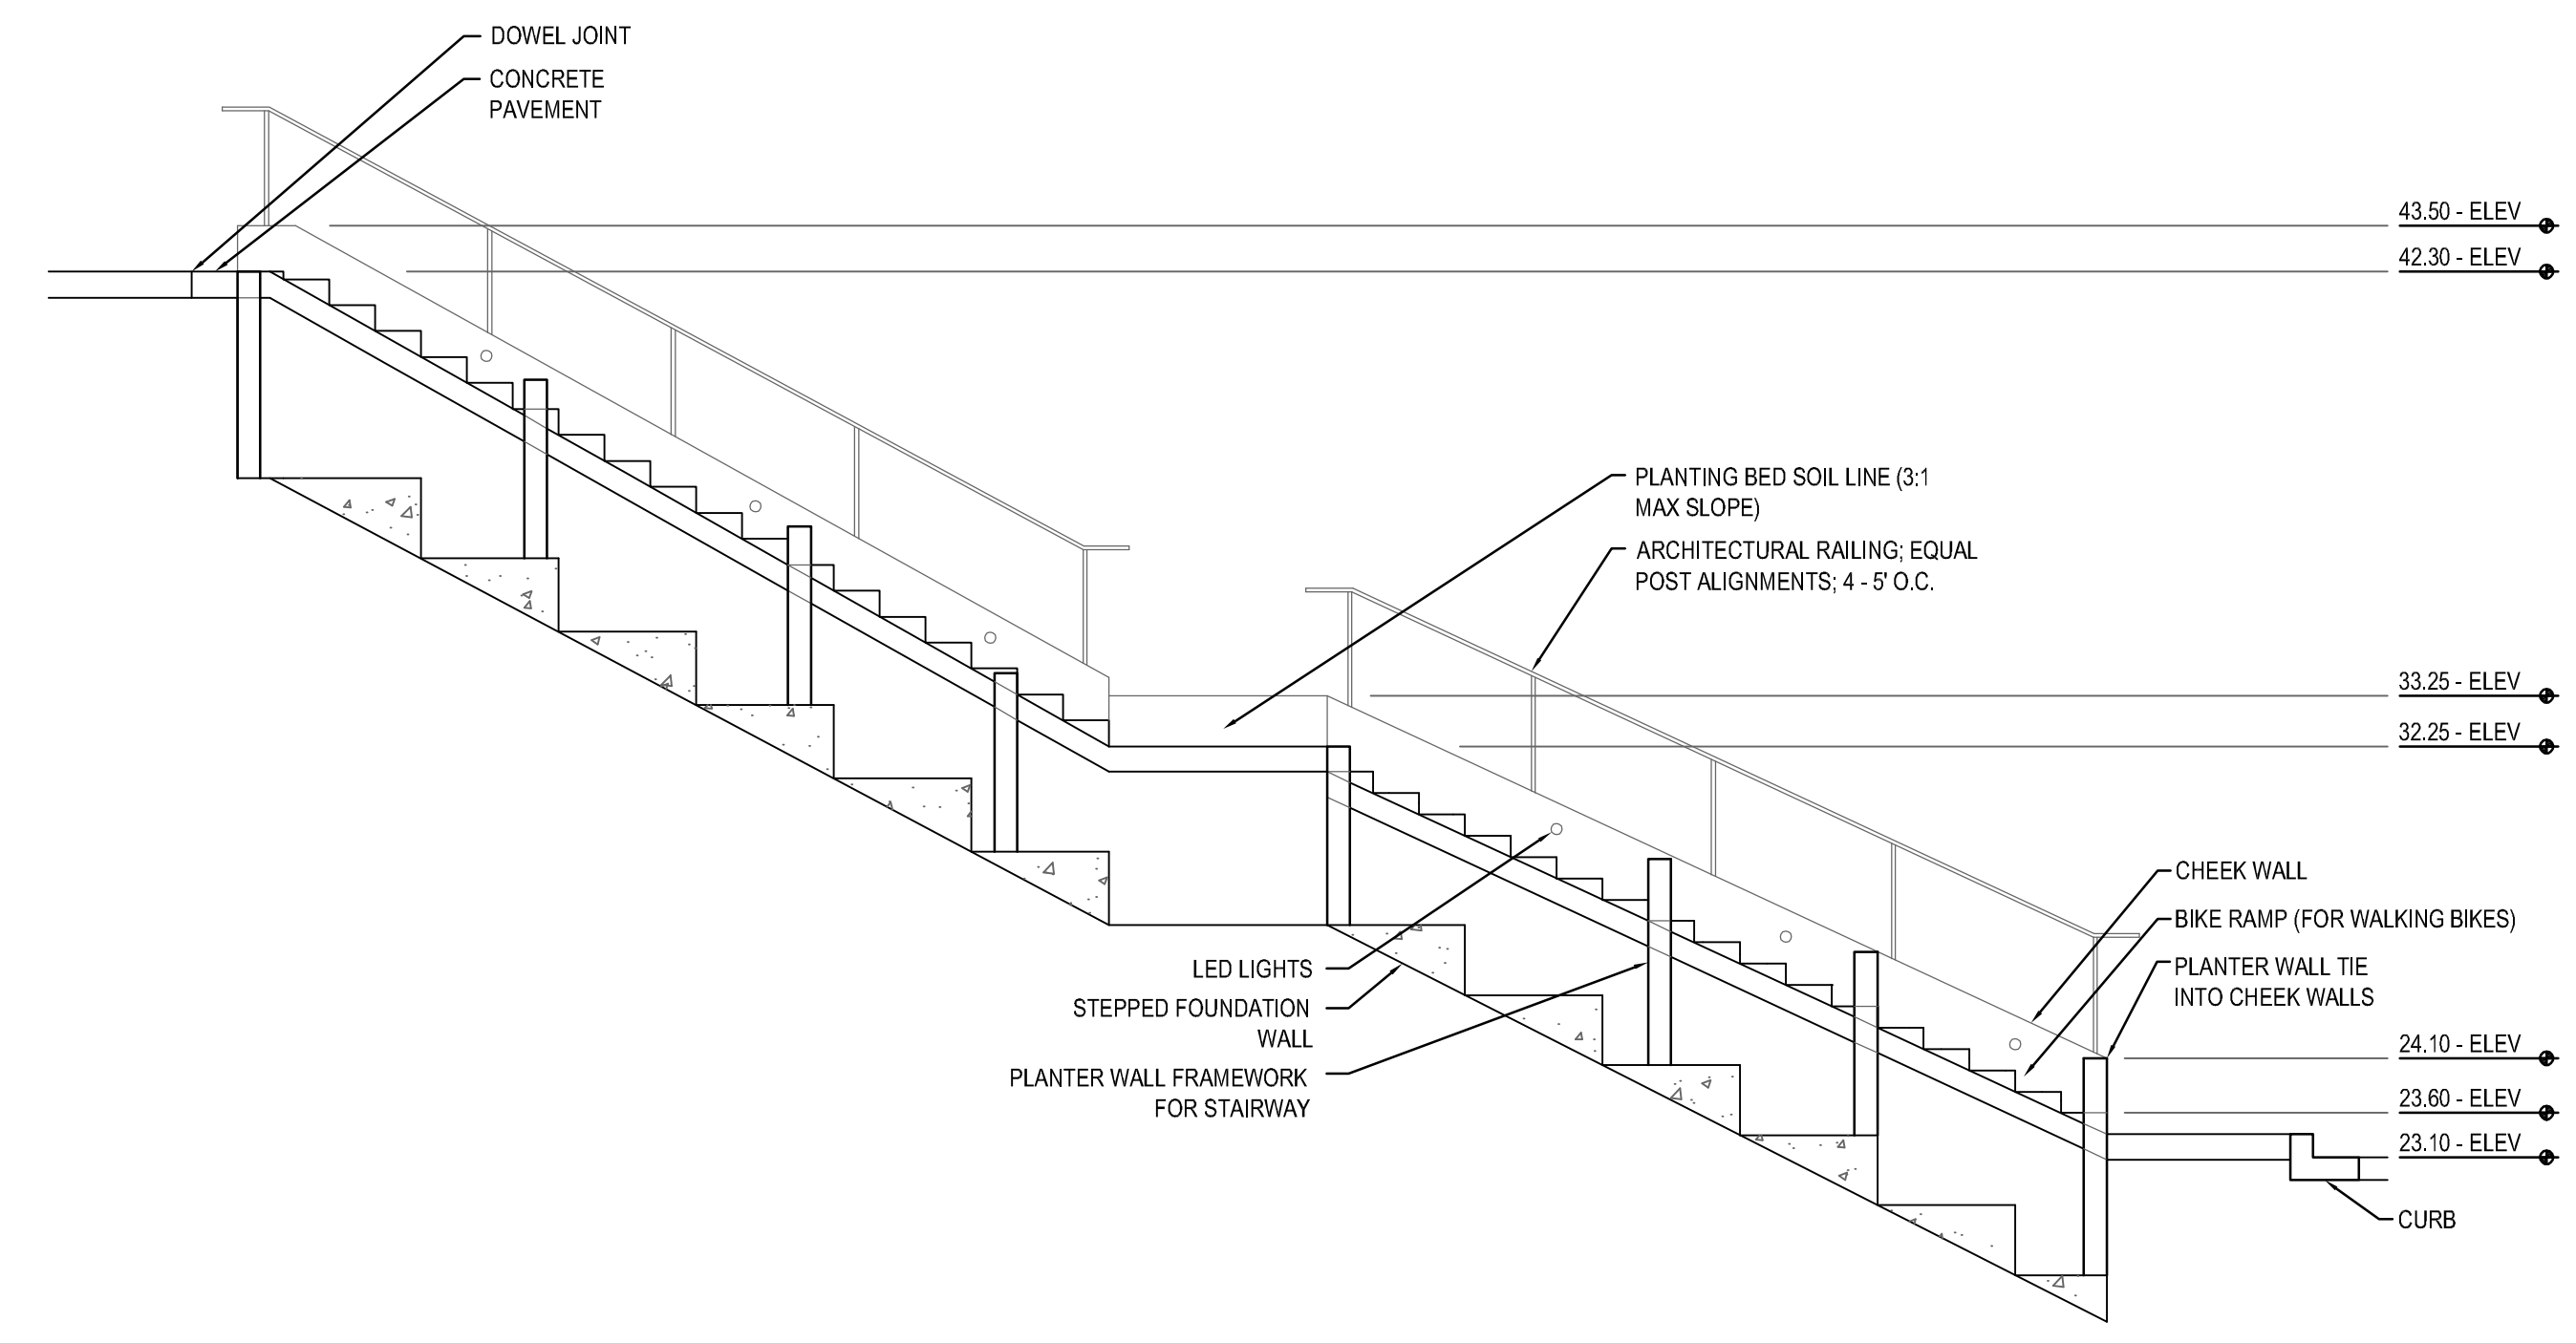 DOWEL JOINT
CONCRETE
PAVEMENT
43.50 - ELEV
42.30 - ELEV
PLANTING BED SOIL LINE (3:1
MAX SLOPE)
ARCHITECTURAL RAILING; EQUAL
POST ALIGNMENTS; 4 - 5' O.C.
33.25 - ELEV
32.25 - ELEV
CHEEK WALL
BIKE RAMP (FOR WALKING BIKES)
PLANTER WALL TIE
INTO CHEEK WALLS
LED LIGHTS
STEPPED FOUNDATION
WALL
PLANTER WALL FRAMEWORK
FOR STAIRWAY
24.10 - ELEV
23.60 - ELEV
23.10 - ELEV
CURB